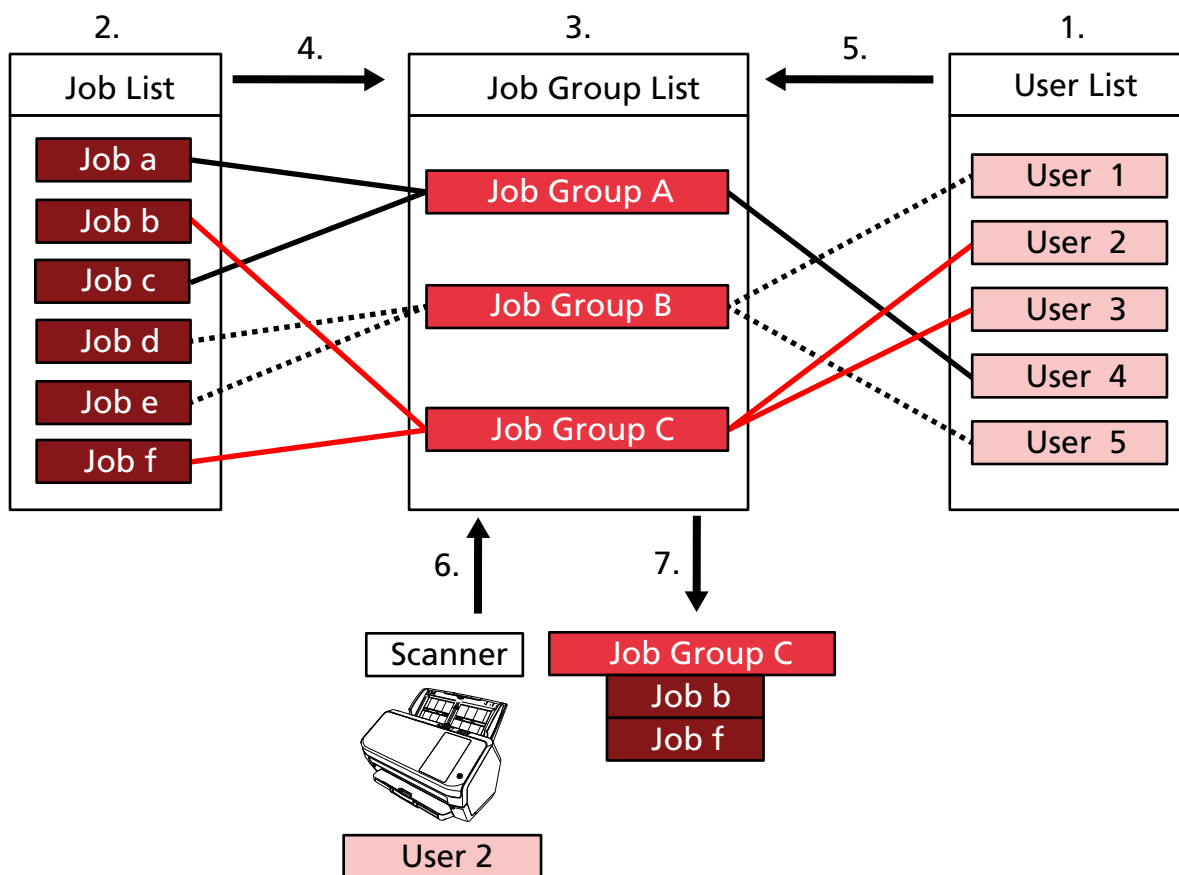 2.
4.
3.
5.
1.
Job List
Job Group List
User List
Job a
Job b
Job c
Job d
Job e
Job f
Job Group A
Job Group B
Job Group C
User 1
User 2
User 3
User 4
User 5
6.
7.
Scanner
User 2
Job Group C
Job b
Job f